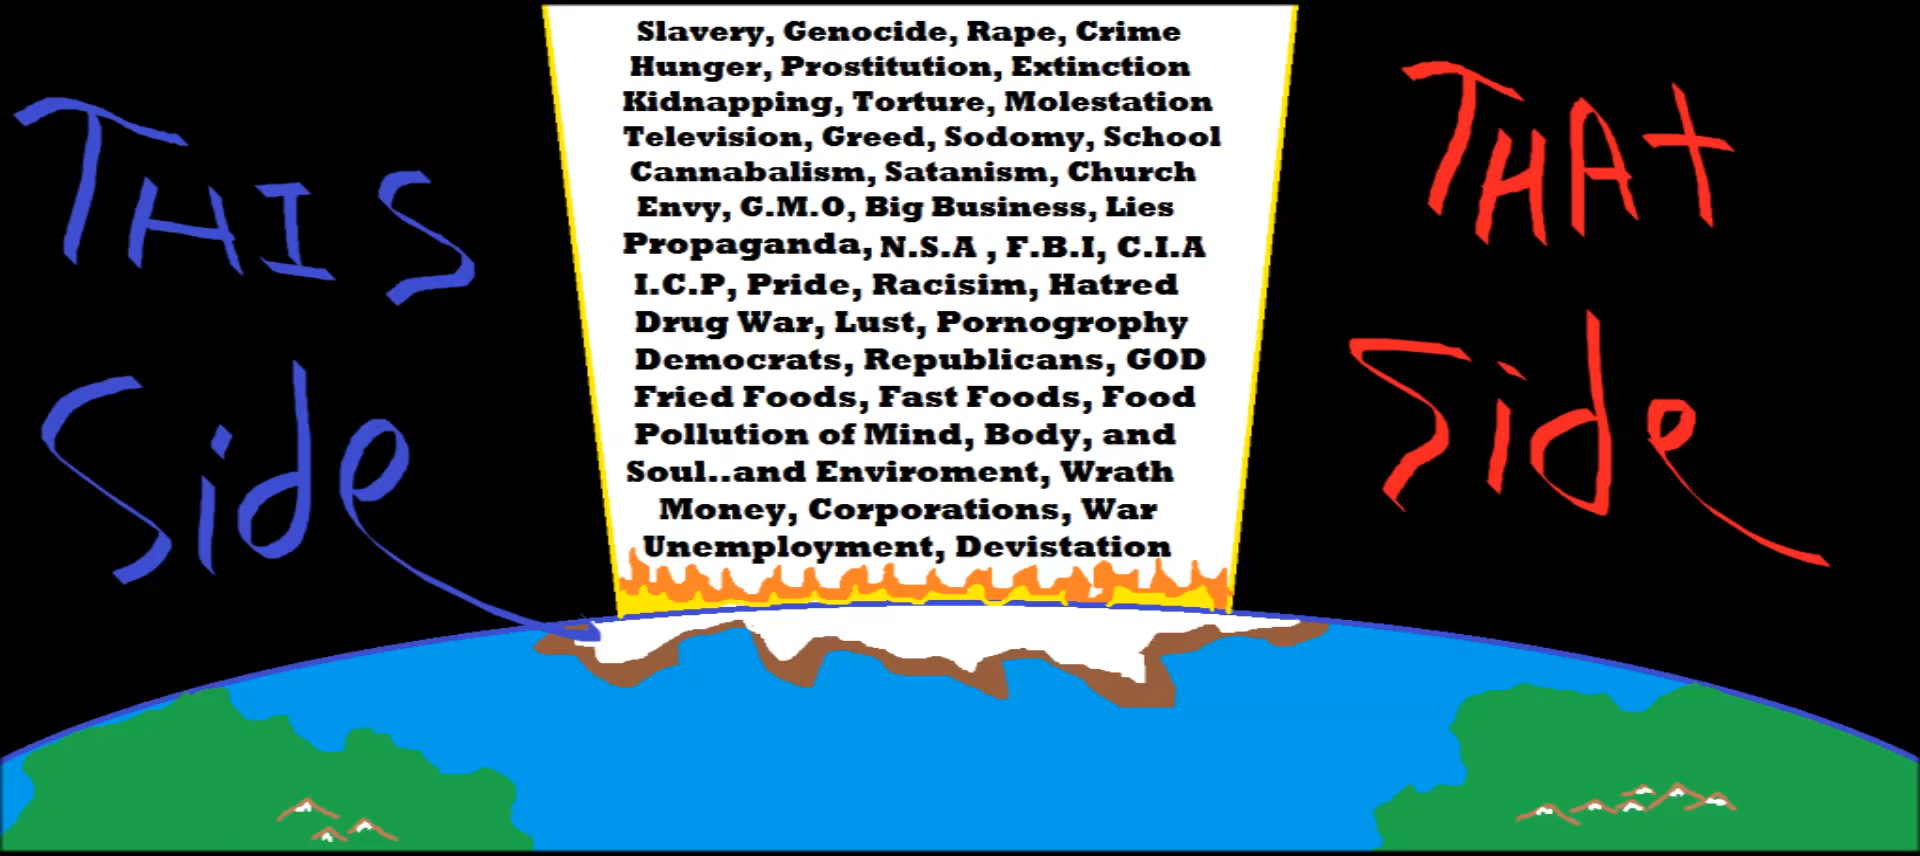 THIS
Side
Slavery, Genocide, Rape, Crime
Hunger, Prostitution, Extinction
Kidnapping, Torture, Molestation
Television, Greed, Sodomy, School
Cannabalism, Satanism, Church
Envy, G.M.O, Big Business, Lies
Propaganda, N.S.A , F.B.I, C.I.A
I.C.P, Pride, Racisim, Hatred
Drug War, Lust, Pornogrophy
Democrats, Republicans, GOD
Fried Foods, Fast Foods, Food
Pollution of Mind, Body, and
Soul..and Enviroment, Wrath
Money, Corporations, War
Unemployment, Devistation
THAT
Side